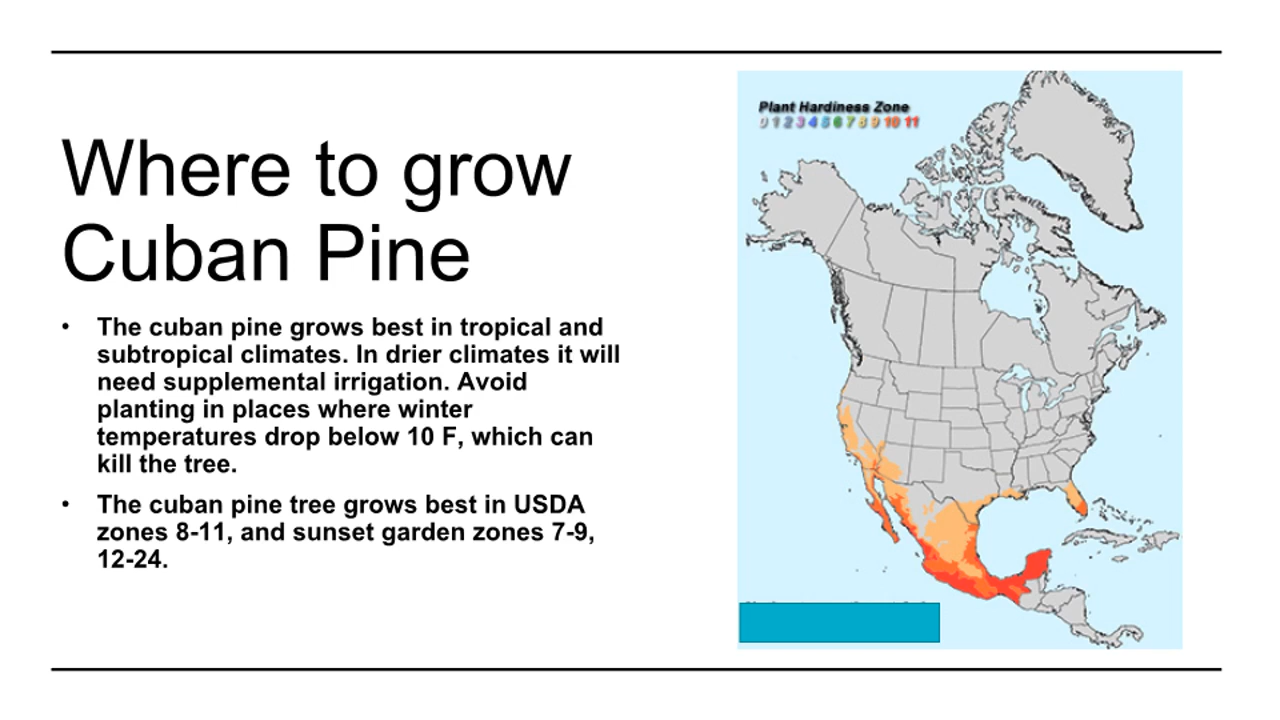 Where to grow
Cuban Pine
• The cuban pine grows best in tropical and
subtropical climates. In drier climates it will
need supplemental irrigation. Avoid
planting in places where winter
temperatures drop below 10 F, which can
kill the tree.
• The cuban pine tree grows best in USDA
zones 8-11, and sunset garden zones 7-9,
12-24.
Plant Hardiness Zone
0 1 2 3 4 5 6 7 8 9 10 11